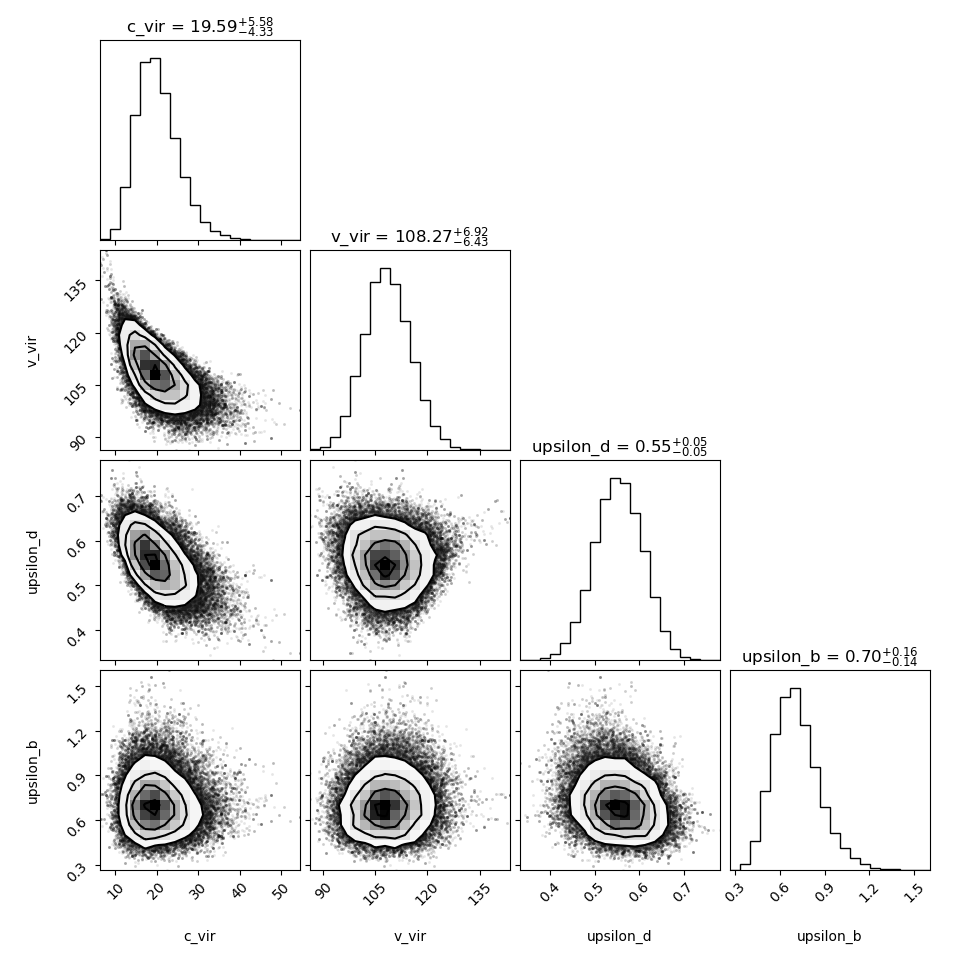 c_vir = 19.59+5.58−4.33
v_vir = 108.27+6.92−6.43
135
120
105
90
v_vir
upsilon_d = 0.55+0.05−0.05
0.7
0.6
0.5
0.4
upsilon_d
upsilon_b = 0.70+0.16−0.14
1.5
1.2
0.9
0.6
0.3
upsilon_b
10 20 30 40 50
90 105 120 135
0.4 0.5 0.6 0.7
0.3 0.6 0.9 1.2 1.5
c_vir
v_vir
upsilon_d
upsilon_b